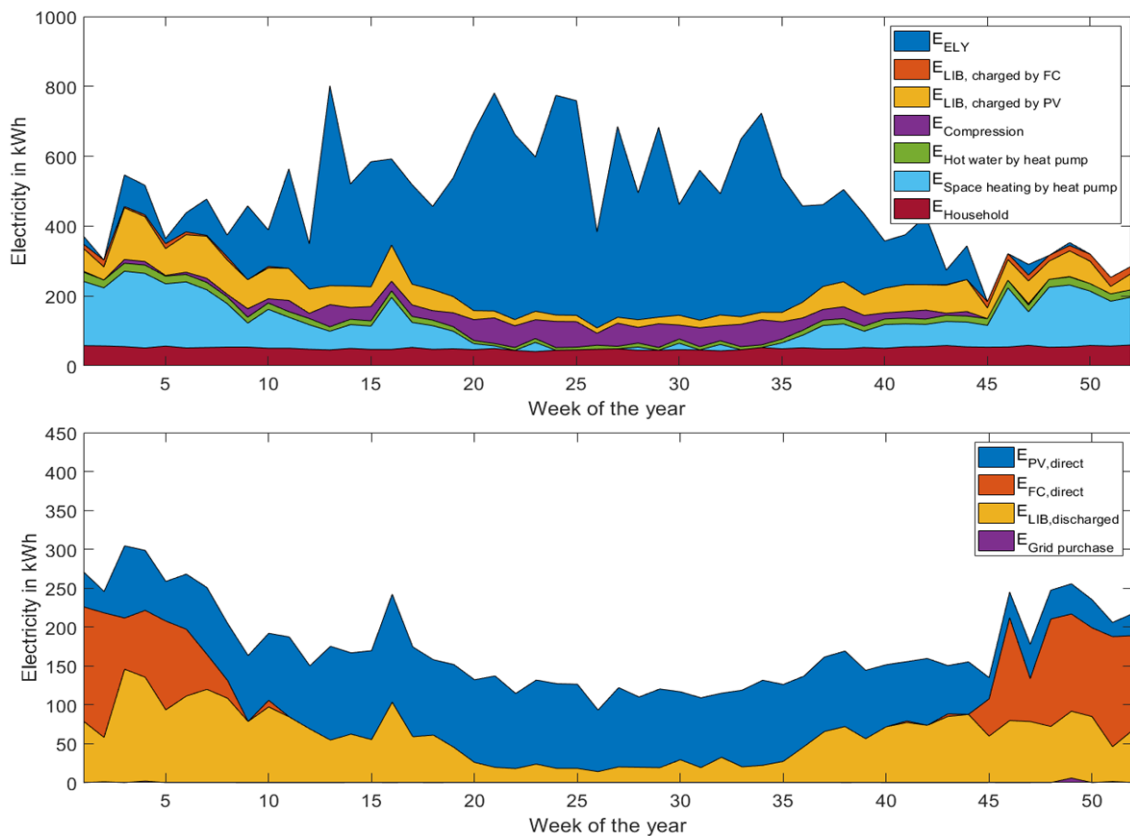 1000
800
600
400
200
0
Electricity in kWh
E_ELY
E_LIB, charged by FC
E_LIB, charged by PV
E_Compression
E_Hot water by heat pump
E_Space heating by heat pump
E_Household
5 10 15 20 25 30 35 40 45 50
Week of the year
450
400
350
300
250
200
150
100
50
0
Electricity in kWh
E_PV,direct
E_FC,direct
E_LIB,discharged
E_Grid purchase
5 10 15 20 25 30 35 40 45 50
Week of the year